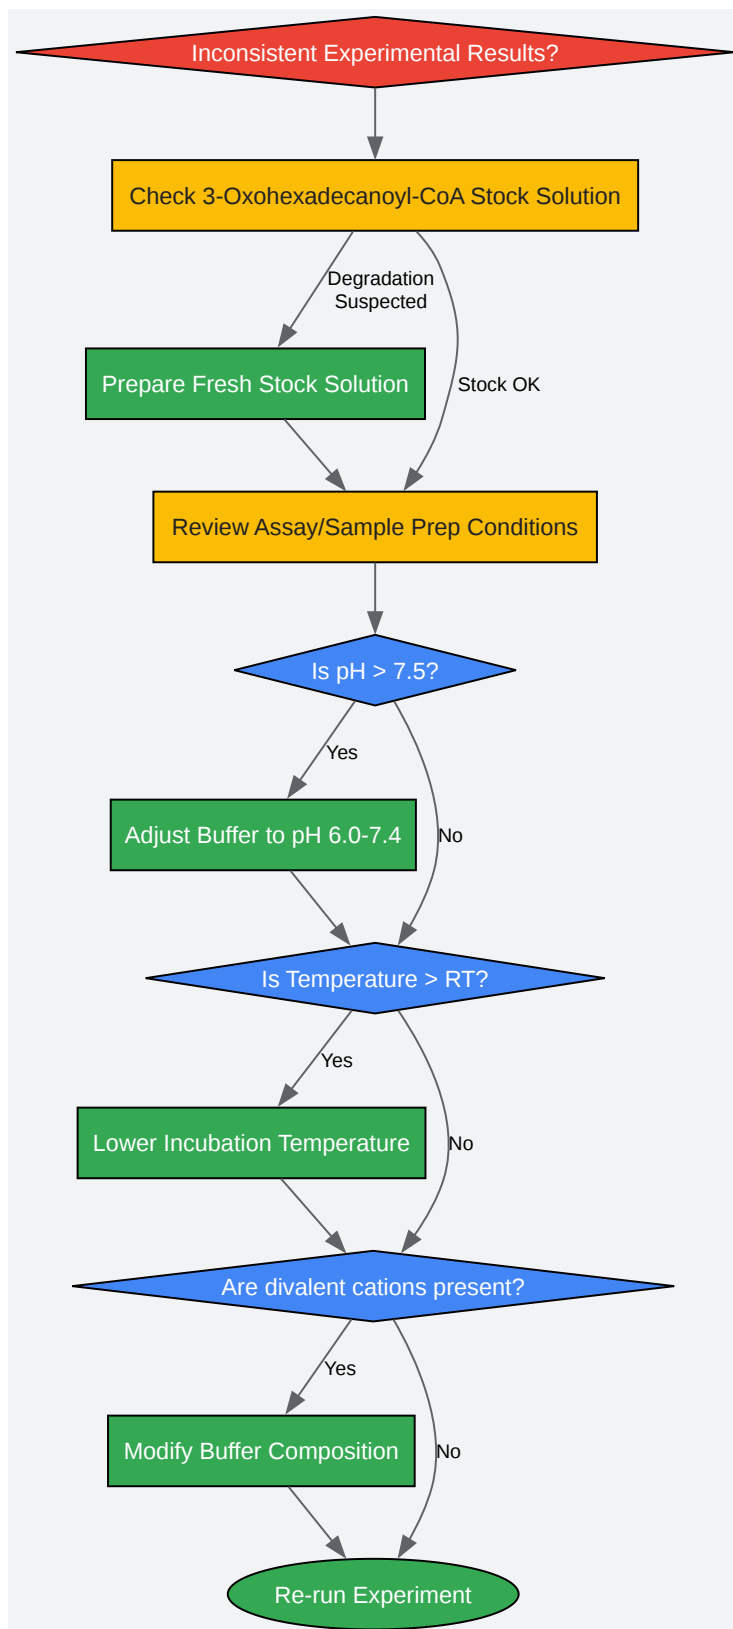 Inconsistent Experimental Results?
Check 3-Oxohexadecanoyl-CoA Stock Solution
Degradation
Suspected
Prepare Fresh Stock Solution
Stock OK
Review Assay/Sample Prep Conditions
Is pH > 7.5?
Yes
Adjust Buffer to pH 6.0-7.4
No
Is Temperature > RT?
Yes
Lower Incubation Temperature
No
Are divalent cations present?
Yes
Modify Buffer Composition
No
Re-run Experiment